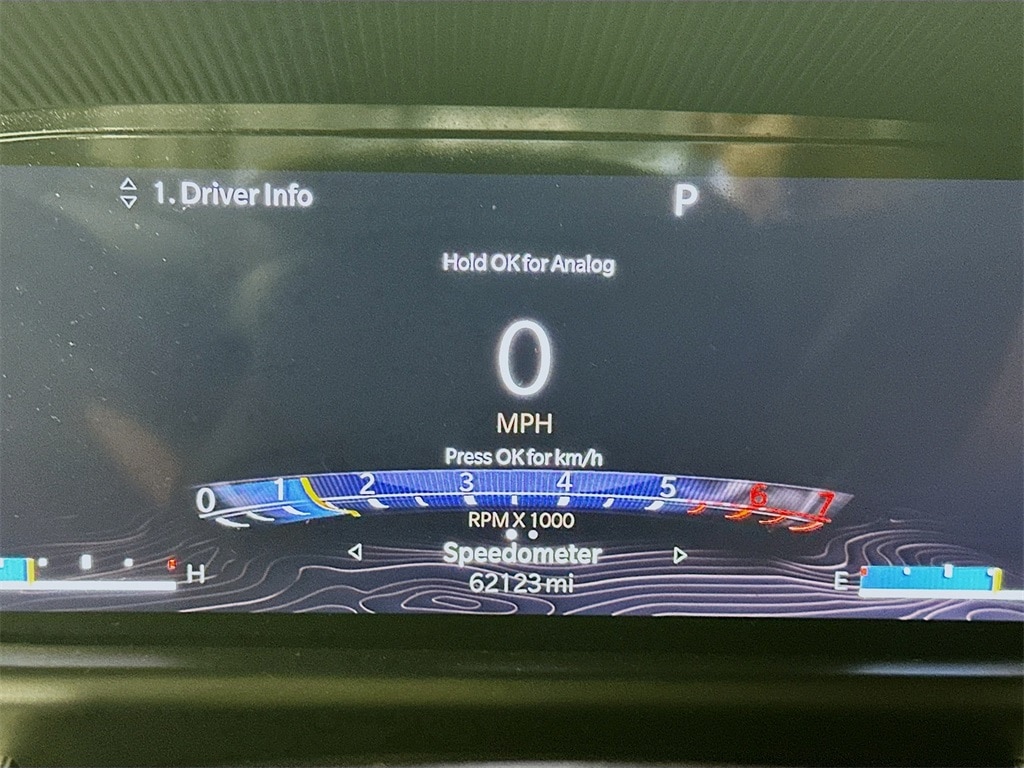 1. Driver Info
P
Hold OK for Analog
0
MPH
Press OK for km/h
0 1 2 3 4 5 6 7
RPM X 1000
Speedometer
H
E
62123 mi